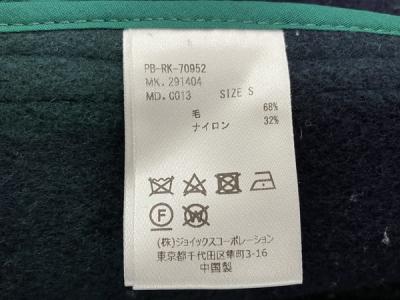 PB-RK-70952
MK. 291404
MD. C013 SIZE S
毛 68%
ナイロン 32%
F W
(株)ジョイックスコーポレーション
東京都千代田区隼町3-16
中国製